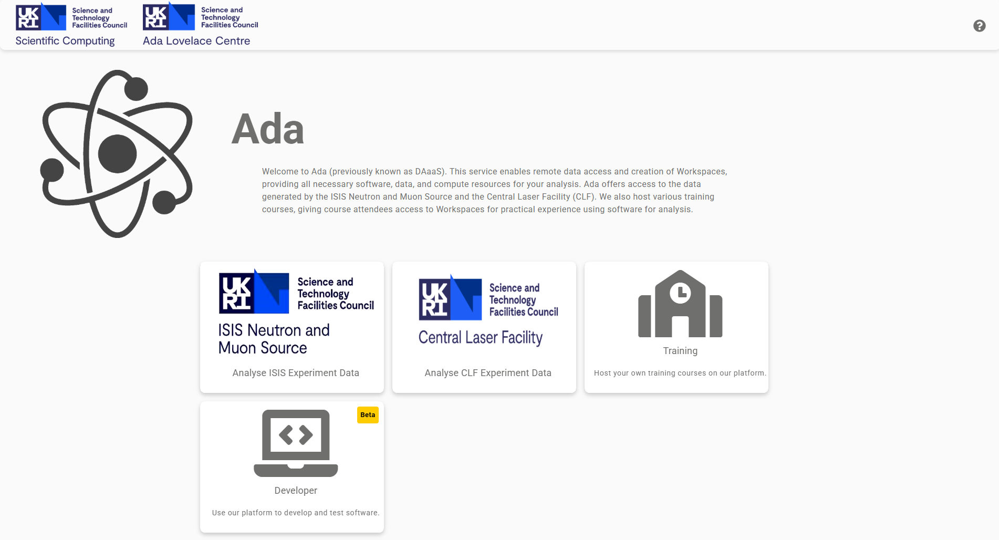 UK
RI
Science and
Technology
Facilities Council
Scientific Computing
UK
RI
Science and
Technology
Facilities Council
Ada Lovelace Centre
?
Ada
Welcome to Ada (previously known as DAaaS). This service enables remote data access and creation of Workspaces,
providing all necessary software, data, and compute resources for your analysis. Ada offers access to the data
generated by the ISIS Neutron and Muon Source and the Central Laser Facility (CLF). We also host various training
courses, giving course attendees access to Workspaces for practical experience using software for analysis.
UK
RI
Science and
Technology
Facilities Council
ISIS Neutron and
Muon Source
Analyse ISIS Experiment Data
UK
RI
Science and
Technology
Facilities Council
Central Laser Facility
Analyse CLF Experiment Data
Training
Host your own training courses on our platform.
Beta
Developer
Use our platform to develop and test software.